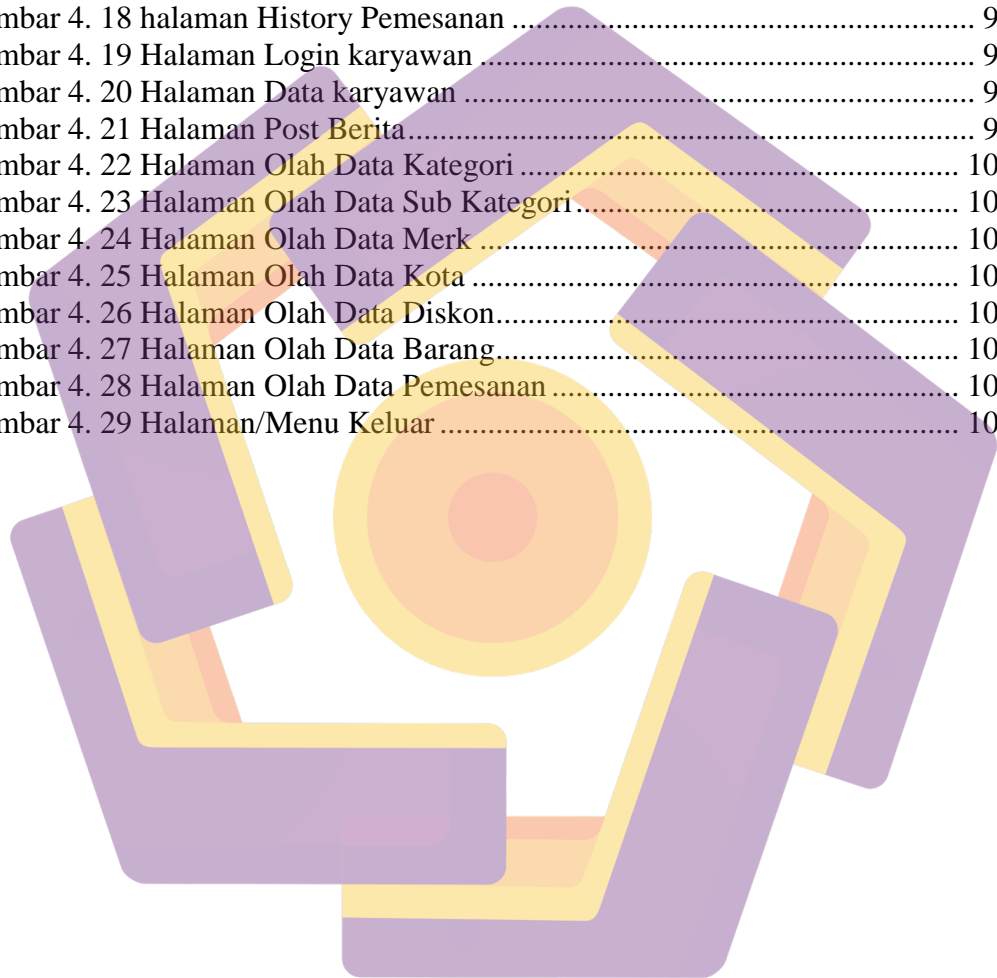 mbar 4. 18 halaman History Pemesanan ........................................................... 9
mbar 4. 19 Halaman Login karyawan ............................................................... 9
mbar 4. 20 Halaman Data karyawan ................................................................. 9
mbar 4. 21 Halaman Post Berita ........................................................................ 9
mbar 4. 22 Halaman Olah Data Kategori ........................................................ 10
mbar 4. 23 Halaman Olah Data Sub Kategori ................................................. 10
mbar 4. 24 Halaman Olah Data Merk .............................................................. 10
mbar 4. 25 Halaman Olah Data Kota ............................................................... 10
mbar 4. 26 Halaman Olah Data Diskon ........................................................... 10
mbar 4. 27 Halaman Olah Data Barang ........................................................... 10
mbar 4. 28 Halaman Olah Data Pemesanan .................................................... 10
mbar 4. 29 Halaman/Menu Keluar ................................................................... 10